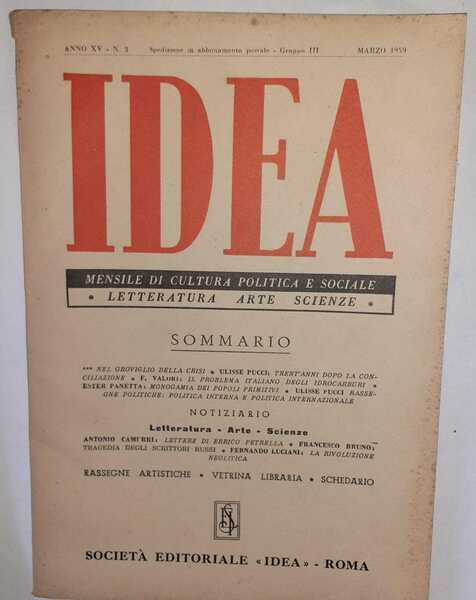 ANNO XV - N. 3 Spedizione in abbonamento postale - Gruppo III MARZO 1959
IDEA
MENSILE DI CULTURA POLITICA E SOCIALE
• LETTERATURA ARTE SCIENZE •
SOMMARIO
*** NEL GROVIGLIO DELLA CRISI • ULISSE PUCCI: TRENT'ANNI DOPO LA CON-
CILIAZIONE • F. VALORI: IL PROBLEMA ITALIANO DEGLI IDROCARBURI •
ESTER PANETTA: MONOGAMIA DEI POPOLI PRIMITIVI • ULISSE PUCCI RASSE-
GNE POLITICHE: POLITICA INTERNA E POLITICA INTERNAZIONALE
NOTIZIARIO
Letteratura - Arte - Scienze
ANTONIO CAMURRI: LETTERE DI ERRICO PETRELLA • FRANCESCO BRUNO:
TRAGEDIA DEGLI SCRITTORI RUSSI • FERNANDO LUCIANI: LA RIVOLUZIONE
NEOLITICA
RASSEGNE ARTISTICHE • VETRINA LIBRARIA • SCHEDARIO
SOCIETÀ EDITORIALE «IDEA» - ROMA